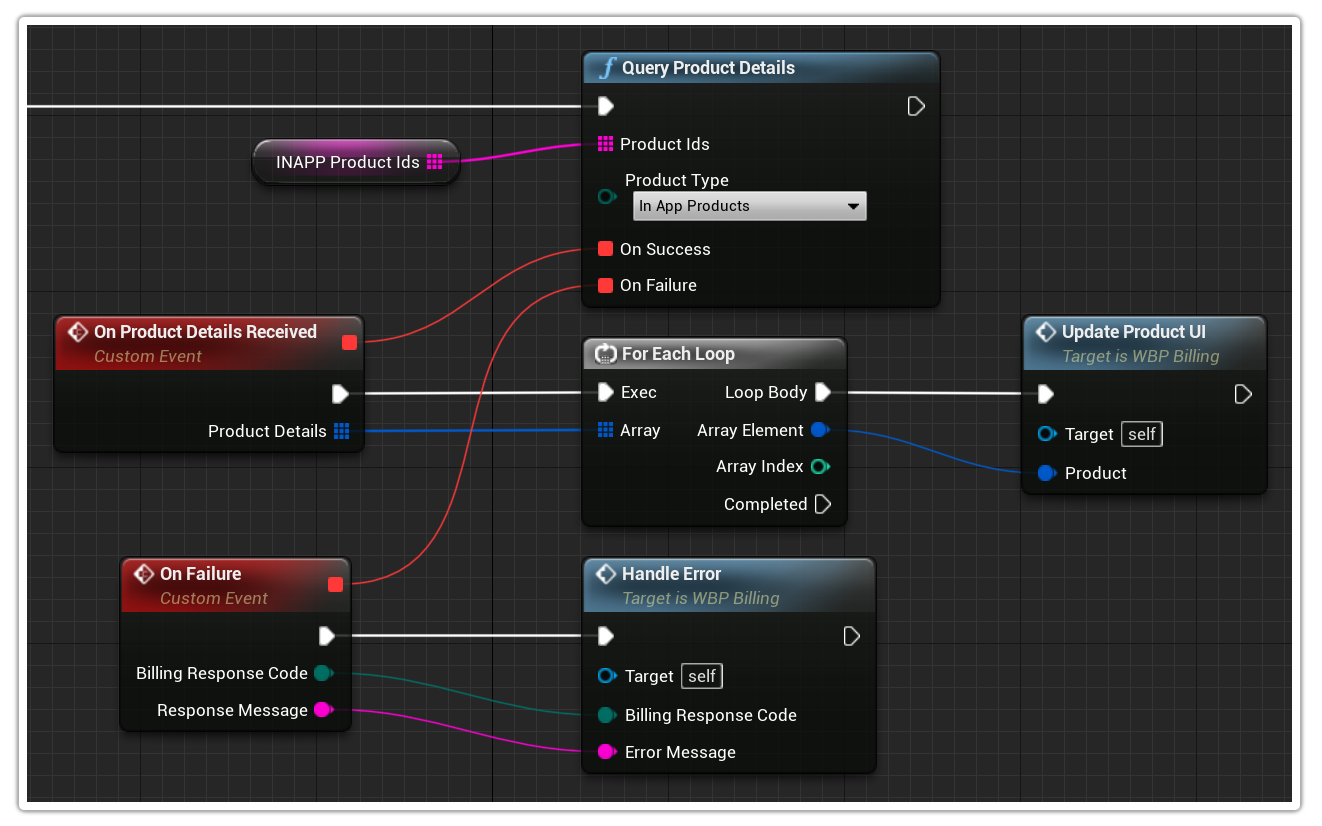 Query Product Details
INAPP Product Ids
Product Ids
Product Type
In App Products
On Success
On Failure
On Product Details Received
Custom Event
Product Details
For Each Loop
Exec
Loop Body
Array
Array Element
Array Index
Completed
Update Product UI
Target is WBP Billing
Target self
Product
On Failure
Custom Event
Billing Response Code
Response Message
Handle Error
Target is WBP Billing
Target self
Billing Response Code
Error Message